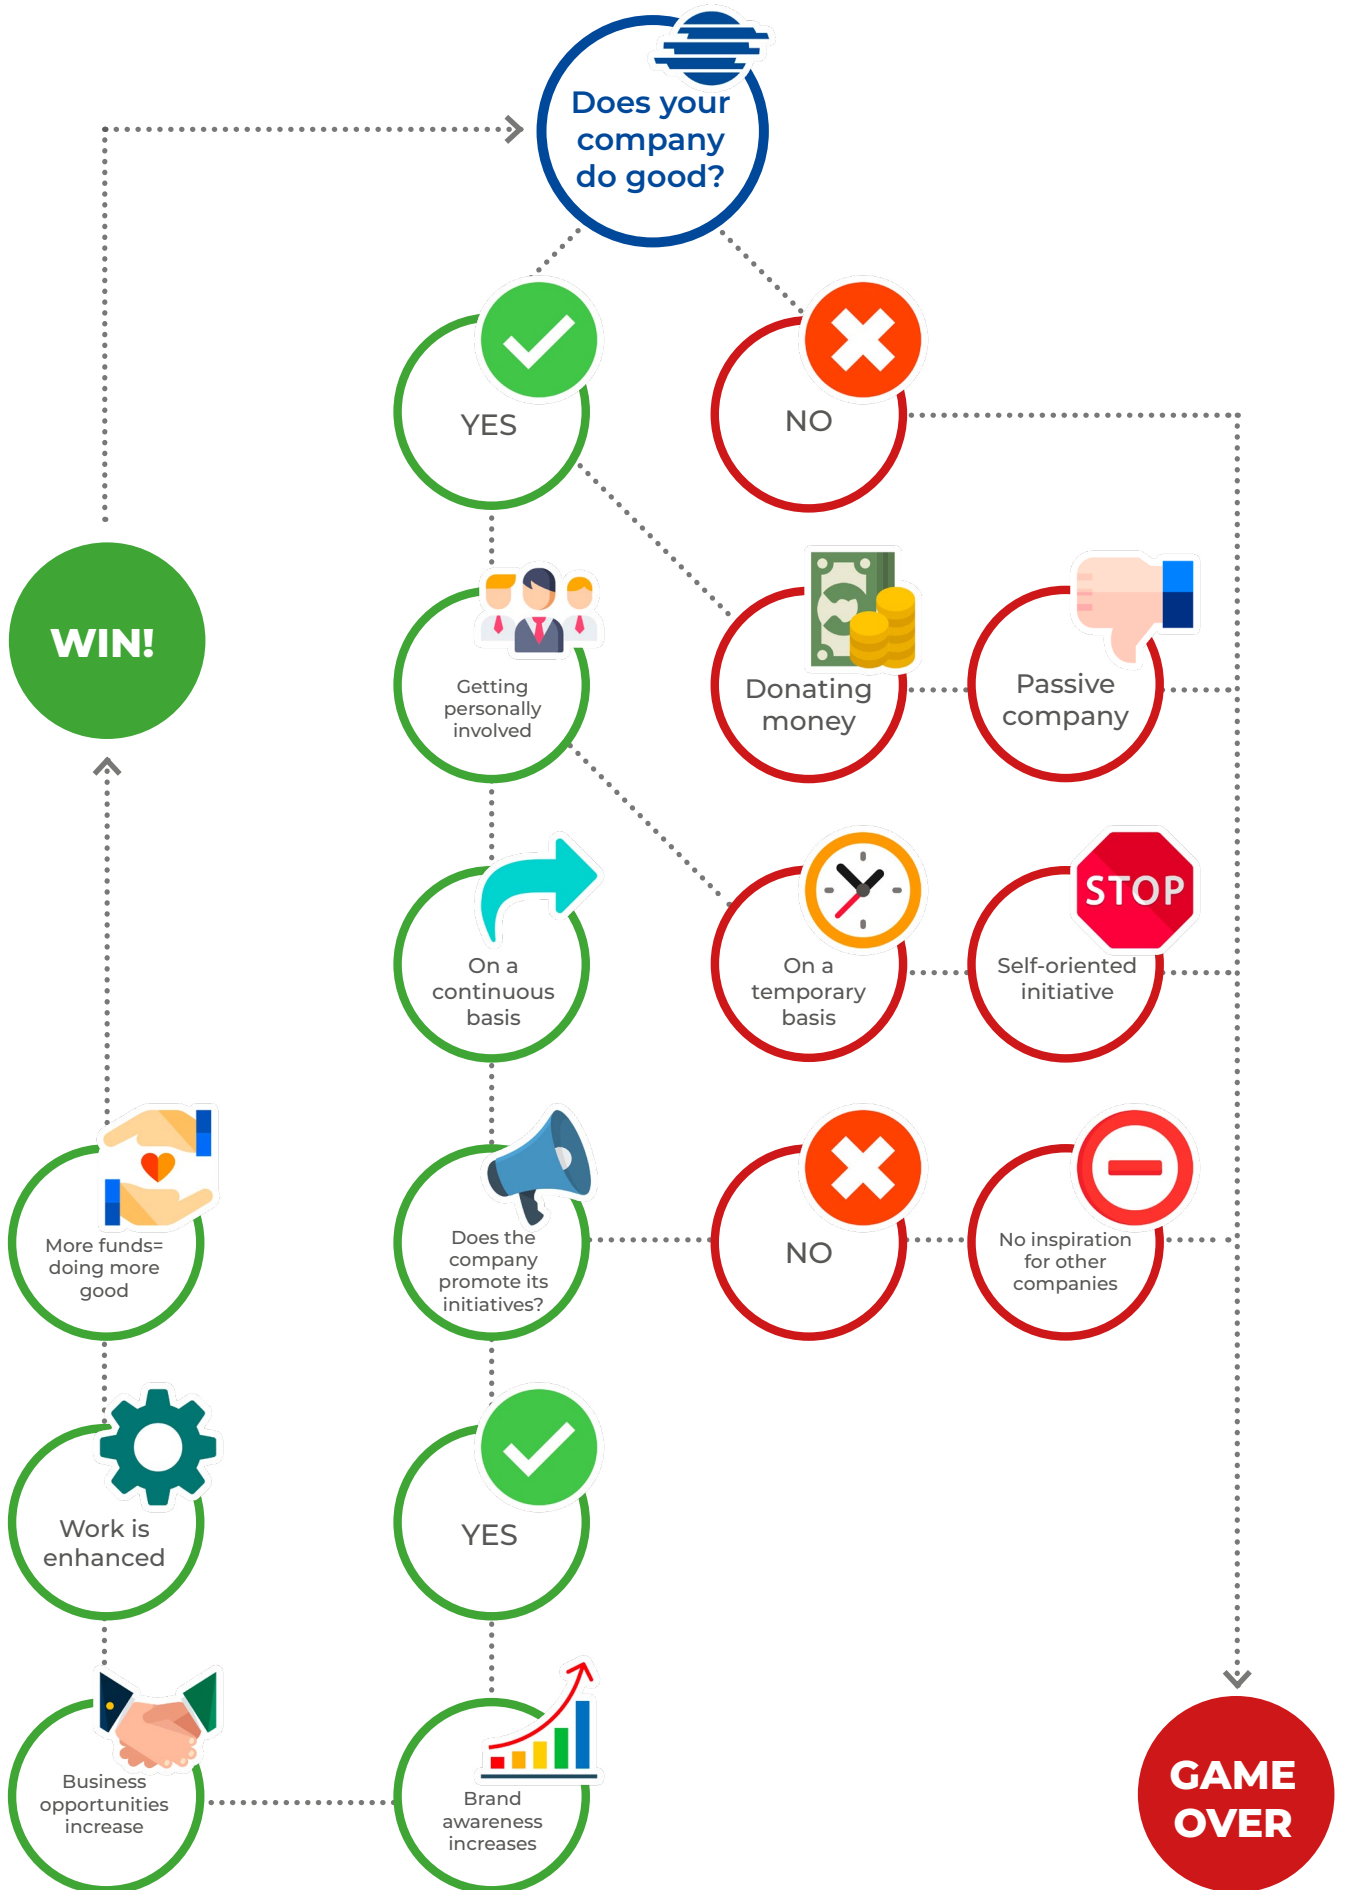 Does your
company
do good?
YES
NO
WIN!
Getting
personally
involved
Donating
money
Passive
company
On a
continuous
basis
On a
temporary
basis
STOP
Self-oriented
initiative
More funds=
doing more
good
Does the
company
promote its
initiatives?
NO
No inspiration
for other
companies
Work is
enhanced
YES
Business
opportunities
increase
Brand
awareness
increases
GAME
OVER